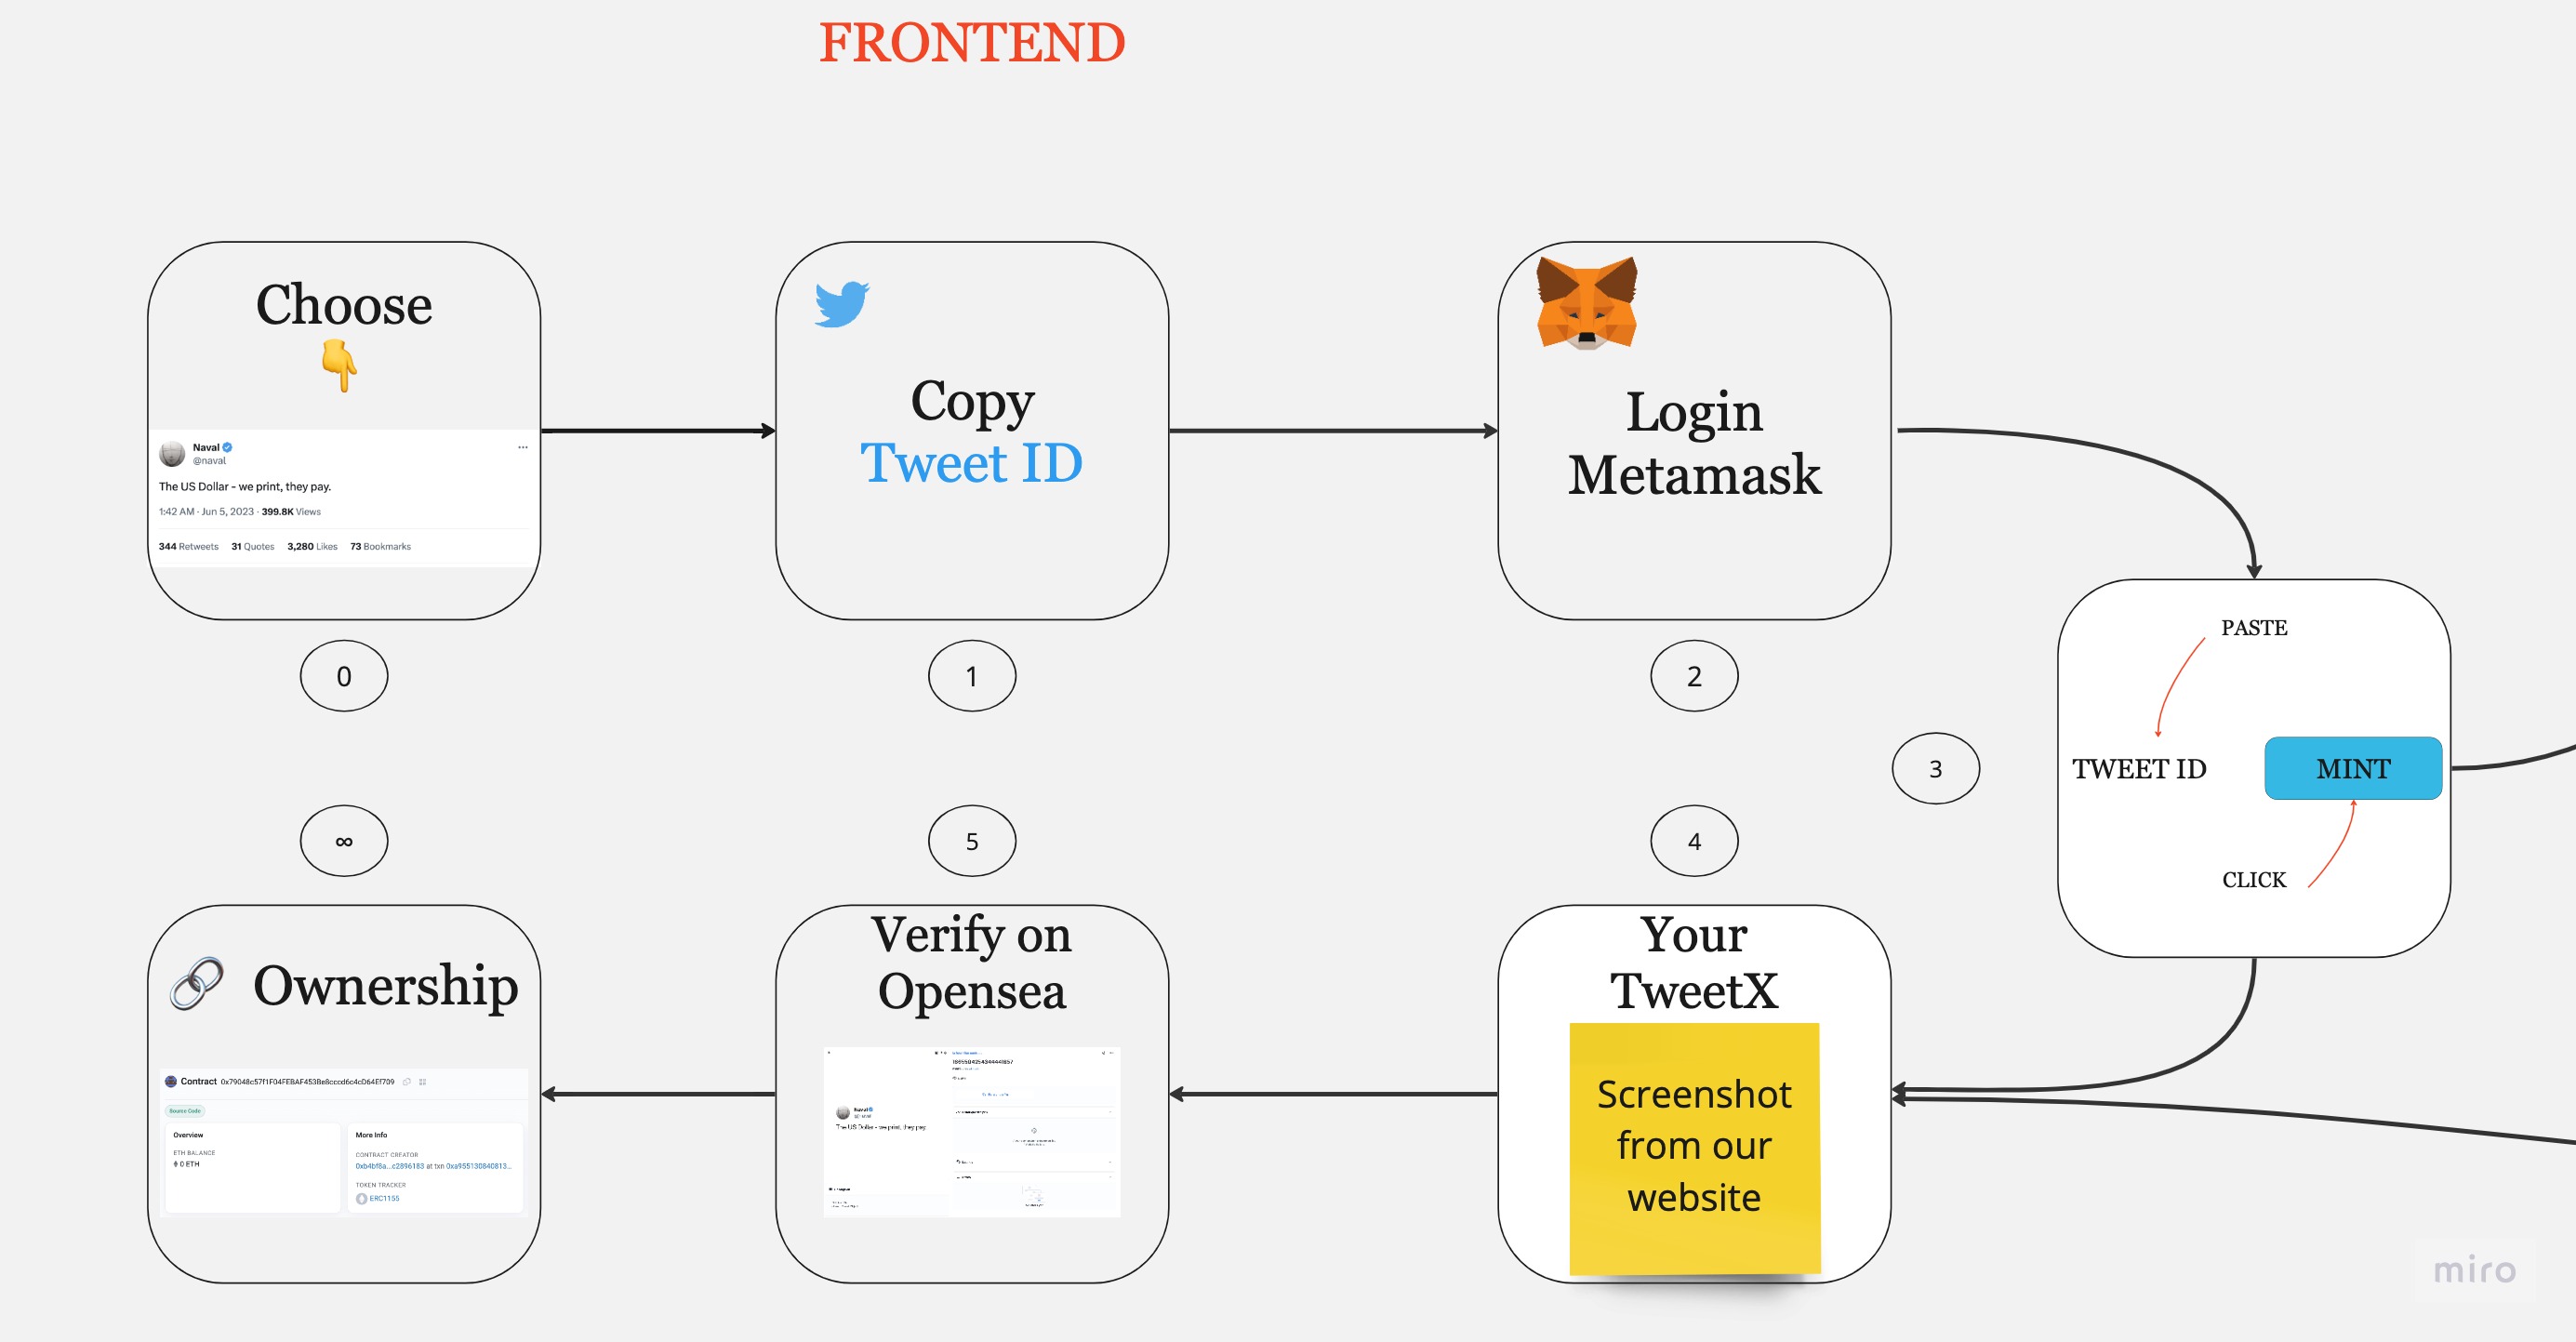 FRONTEND
Choose
Naval
@naval
The US Dollar - we print, they pay.
1:42 AM · Jun 5, 2023 · 399.8K Views
344 Retweets 31 Quotes 3,280 Likes 73 Bookmarks
0
Copy
Tweet ID
1
Login
Metamask
2
PASTE
TWEET ID
MINT
CLICK
3
Your
TweetX
Screenshot
from our
website
4
Verify on
Opensea
Naval
The US Dollar - we print, they pay.
5
Ownership
Contract 0x79048c57f1F04FEBAF453Be8cccd6c4cD64Ef709
Source Code
Overview
ETH BALANCE
0 ETH
More Info
CONTRACT CREATOR
0xb4bf8a...c2896183 at txn 0xa955130840813...
TOKEN TRACKER
ERC1155
∞
miro